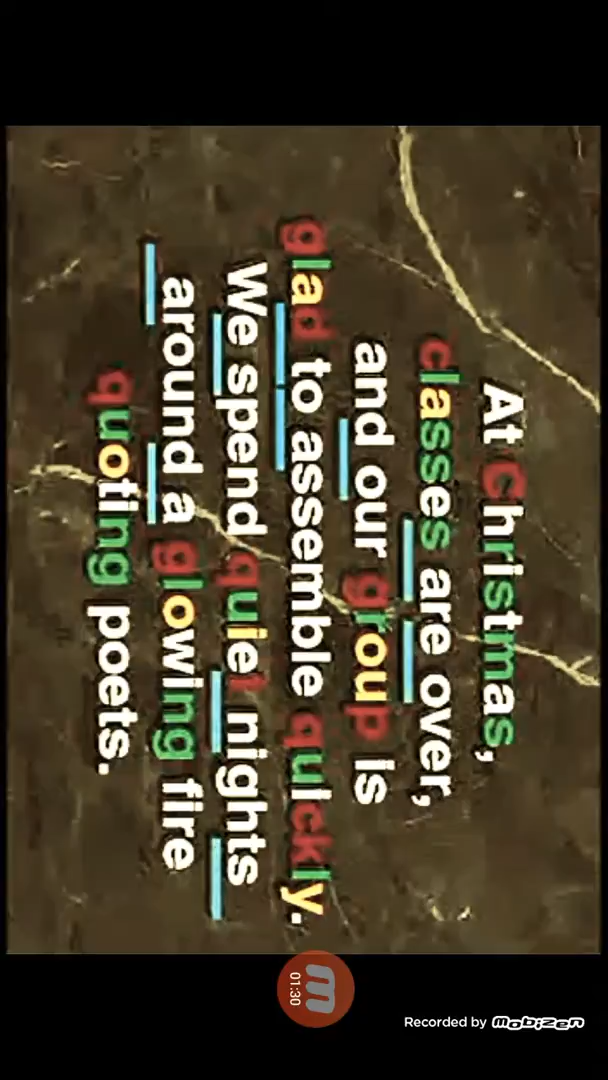 At Christmas,
classes are over,
and our group is
glad to assemble quickly.
We spend quiet nights
around a glowing fire
quoting poets.
01:30
Recorded by MOBIZEN